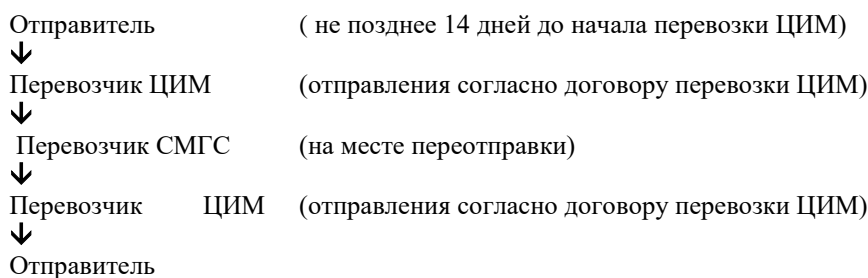 Отправитель ( не позднее 14 дней до начала перевозки ЦИМ)
🡻
Перевозчик ЦИМ (отправления согласно договору перевозки ЦИМ)
🡻
Перевозчик СМГС (на месте переотправки)
🡻
Перевозчик ЦИМ (отправления согласно договору перевозки ЦИМ)
🡻
Отправитель